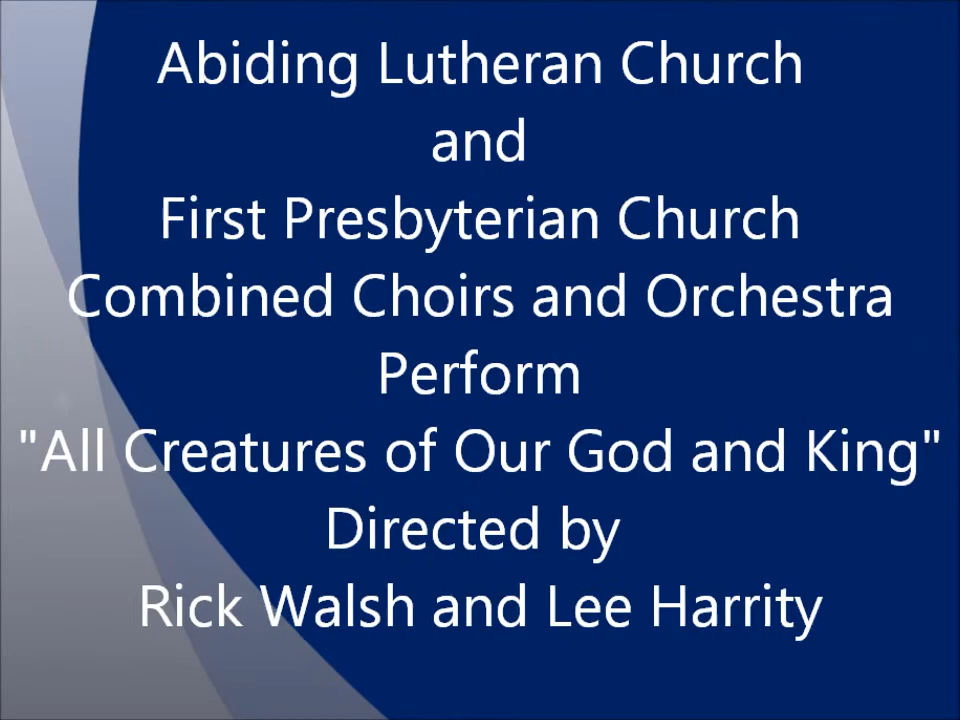 Abiding Lutheran Church
and
First Presbyterian Church
Combined Choirs and Orchestra
Perform
"All Creatures of Our God and King"
Directed by
Rick Walsh and Lee Harrity